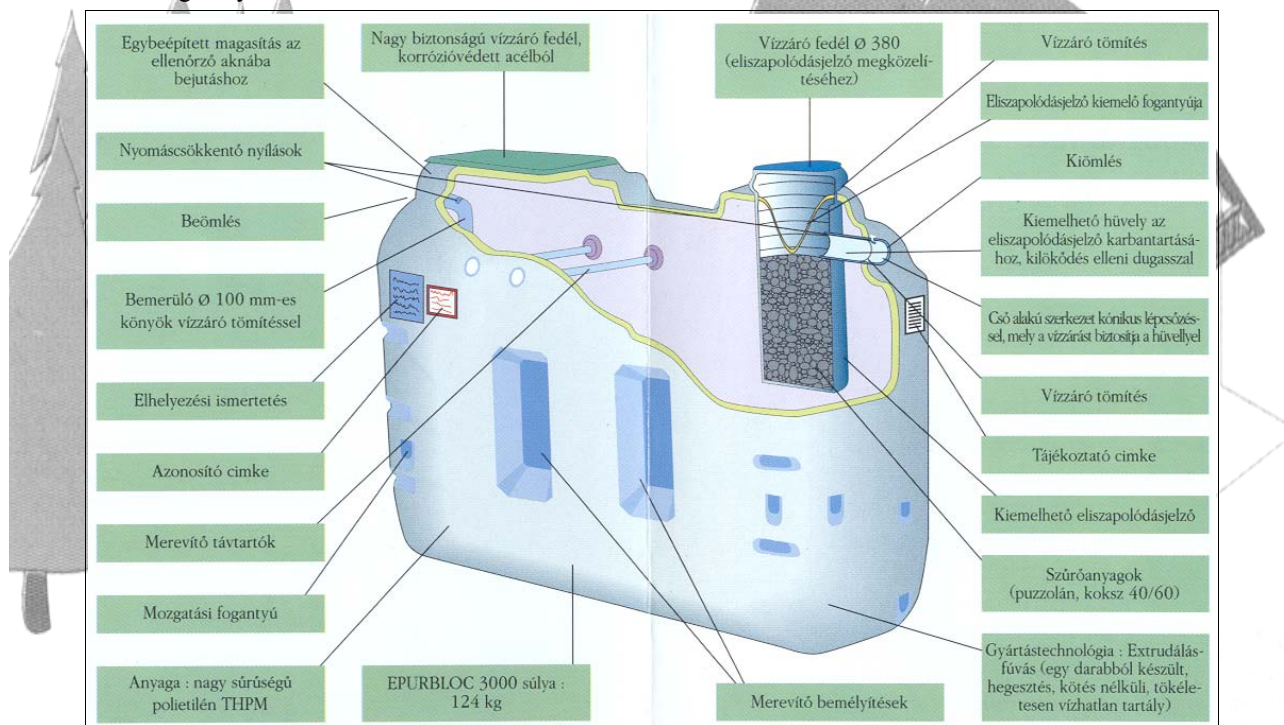 Egybeépített magasítás az
ellenőrző aknába
bejutáshoz
Nyomáscsökkentő nyílások
Beömlés
Bemerülő Ø 100 mm-es
könyök vízzáró tömítéssel
Elhelyezési ismertetés
Azonosító cimke
Merevítő távtartók
Mozgatási fogantyú
Anyaga : nagy sűrűségű
polietilén THPM
Nagy biztonságú vízzáró fedél,
korrózióvédett acélból
EPURBLOC 3000 súlya :
124 kg
Vízzáró fedél Ø 380
(eliszapolódásjelző megközelí-
téséhez)
Merevítő bemélyítések
Vízzáró tömítés
Eliszapolódásjelző kiemelő fogantyúja
Kiömlés
Kiemelhető hüvely az
eliszapolódásjelző karbantartásá-
hoz, kilökődés elleni dugasszal
Cső alakú szerkezet kónikus lépcsőzés-
sel, mely a vízzárást biztosítja a hüvellyel
Vízzáró tömítés
Tájékoztató cimke
Kiemelhető eliszapolódásjelző
Szűrőanyagok
(puzzolán, koksz 40/60)
Gyártástechnológia : Extrudálás-
fúvás (egy darabból készült,
hegesztés, kötés nélküli, tökéle-
tesen vízhatlan tartály)